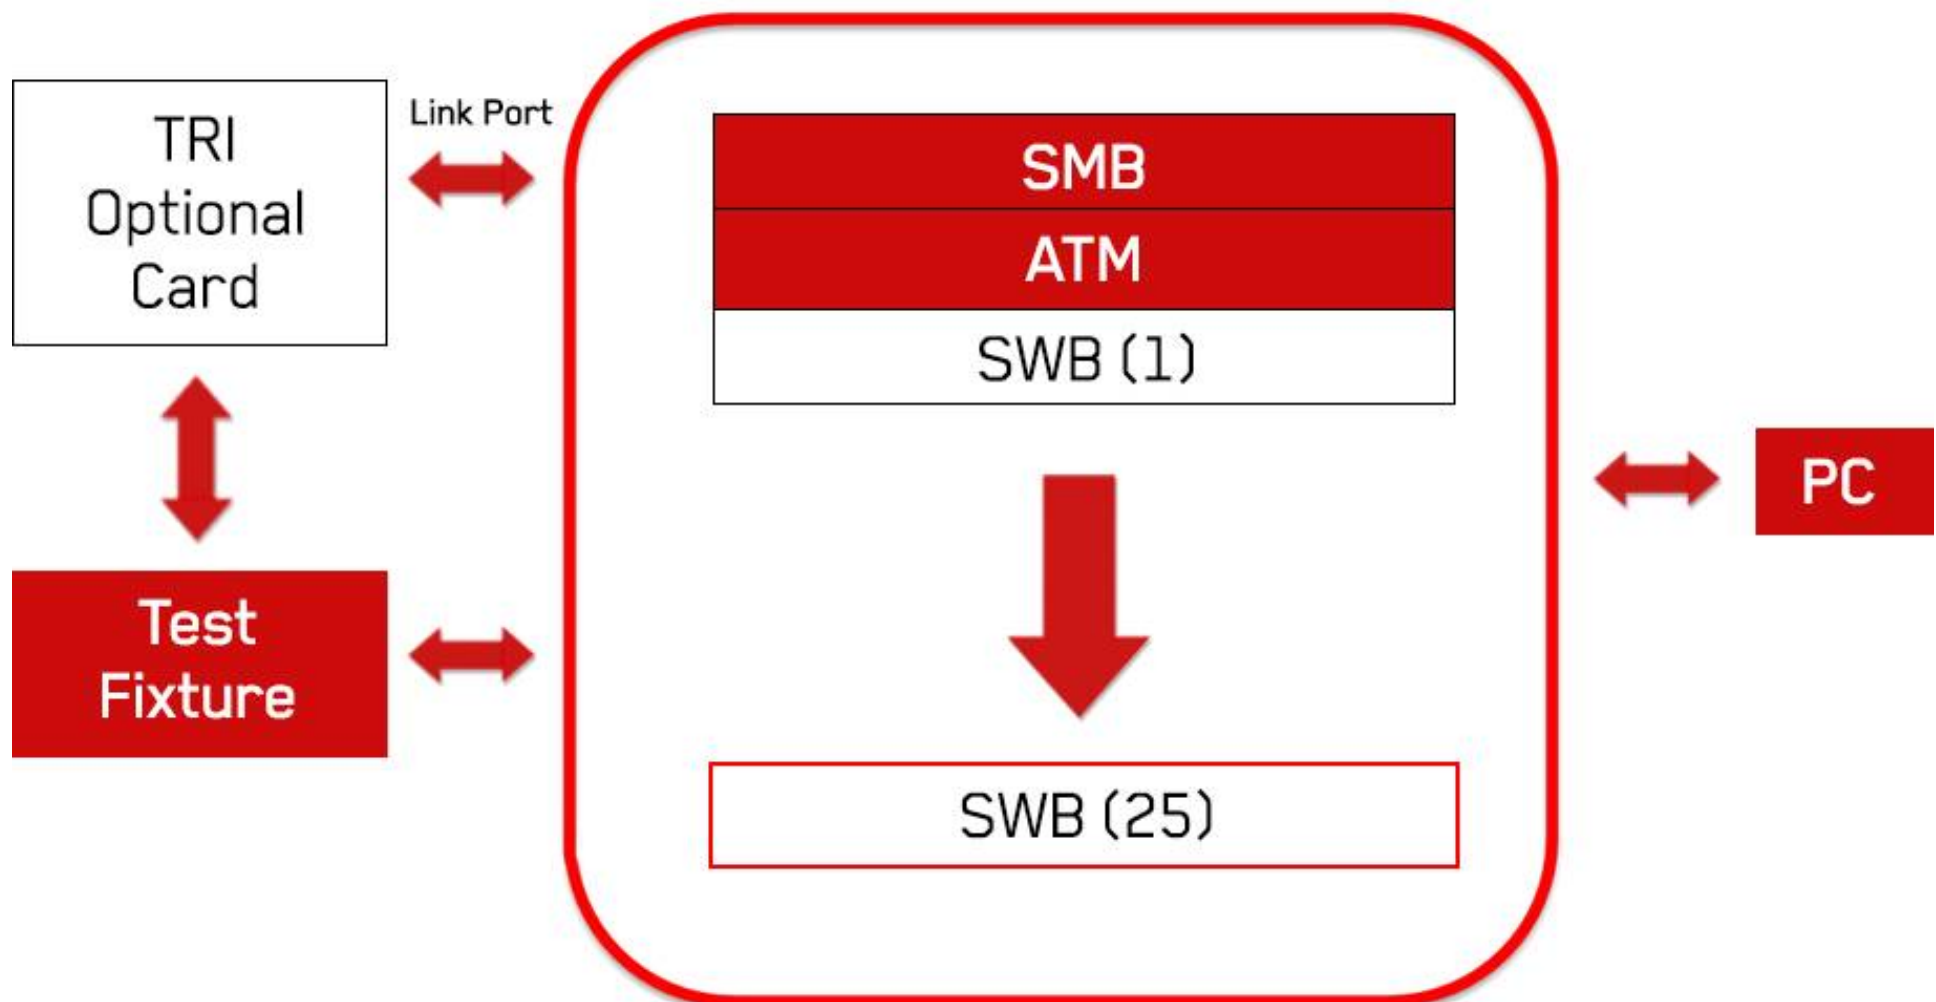 TRI
Optional
Card
Link Port
SMB
ATM
SWB (1)
PC
Test
Fixture
SWB (25)